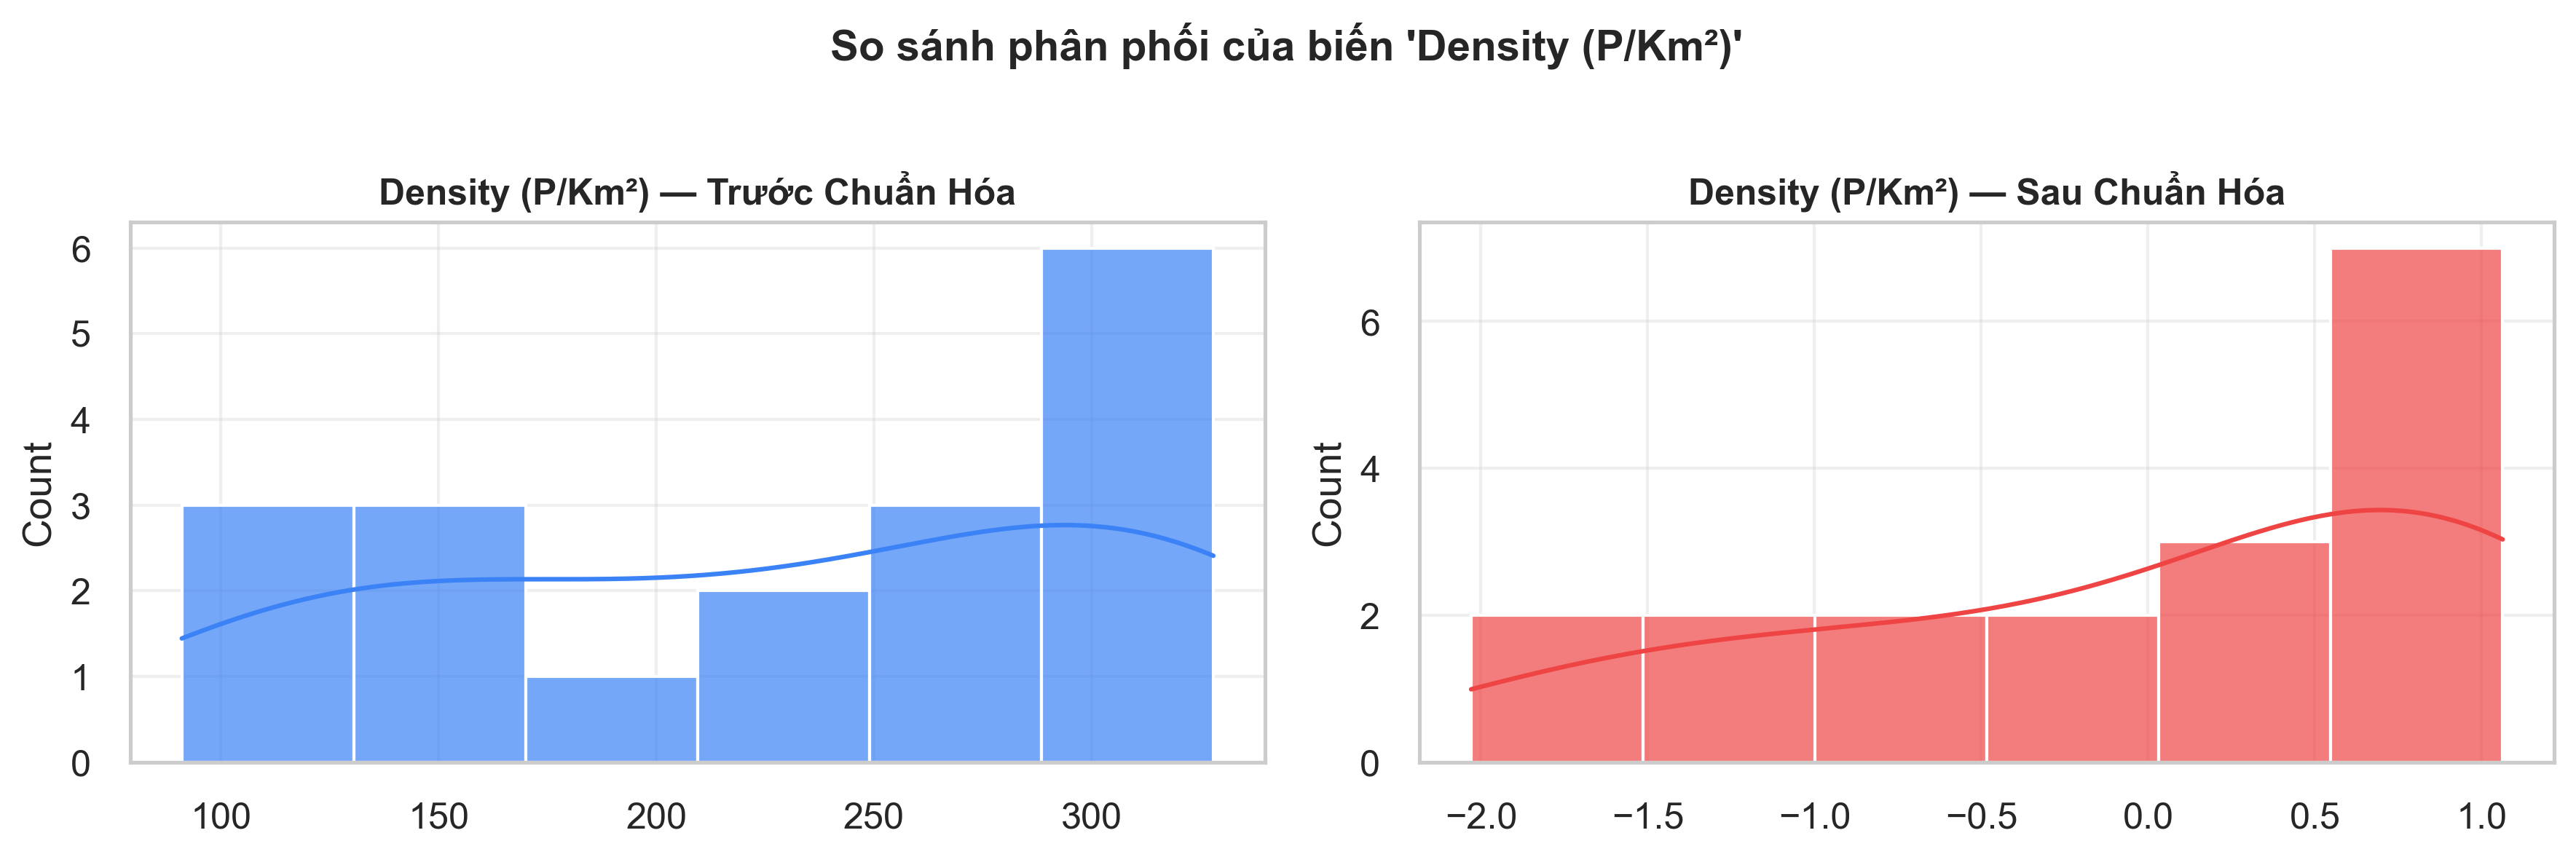 So sánh phân phối của biến 'Density (P/Km²)'
Density (P/Km²) — Trước Chuẩn Hóa
Count
6
5
4
3
2
1
0
100 150 200 250 300
Density (P/Km²) — Sau Chuẩn Hóa
Count
6
4
2
0
−2.0 −1.5 −1.0 −0.5 0.0 0.5 1.0